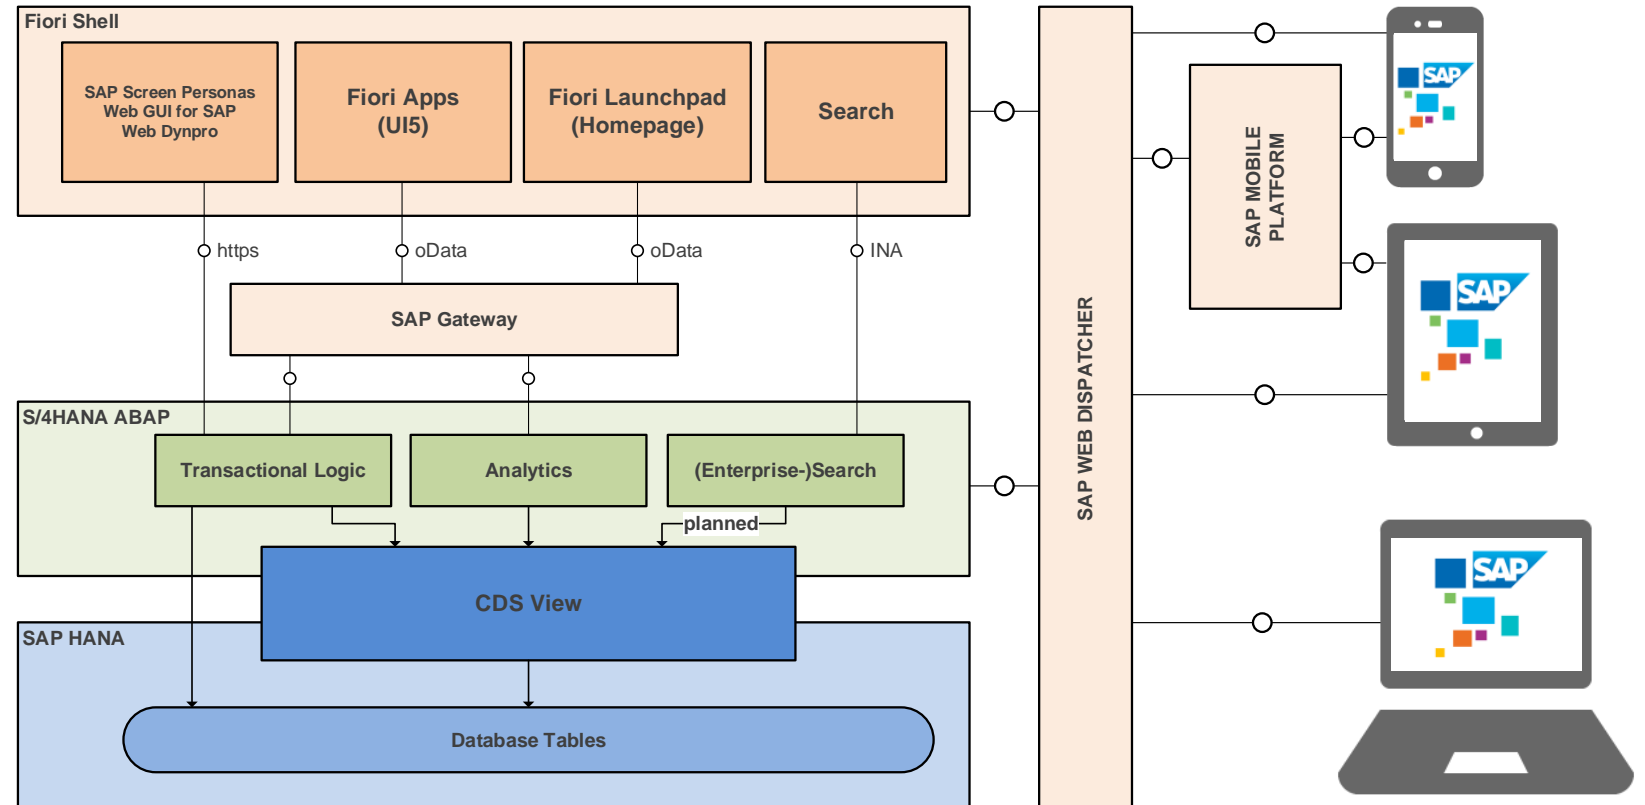 Fiori Shell
SAP Screen Personas
Web GUI for SAP
Web Dynpro
Fiori Apps
(UI5)
Fiori Launchpad
(Homepage)
Search
https
oData
oData
INA
SAP Gateway
S/4HANA ABAP
Transactional Logic
Analytics
(Enterprise-)Search
planned
CDS View
SAP HANA
Database Tables
SAP WEB DISPATCHER
SAP MOBILE
PLATFORM
SAP
SAP
SAP